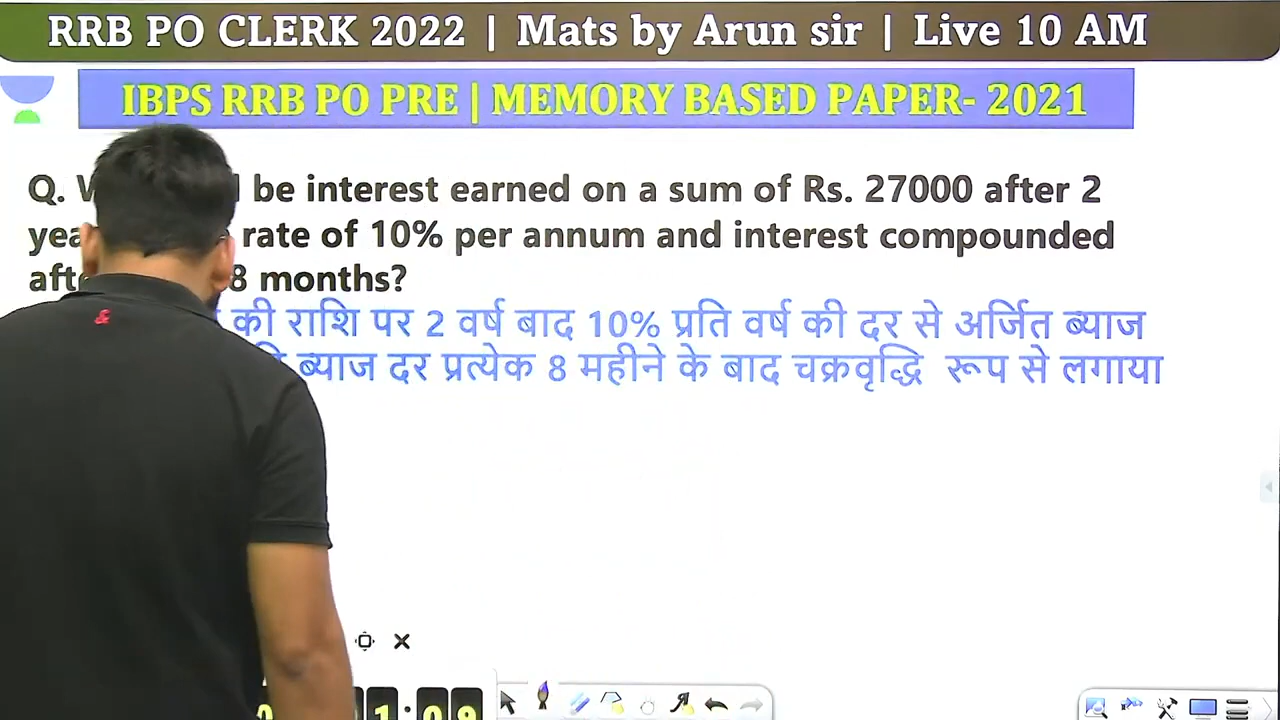 RRB PO CLERK 2022 | Mats by Arun sir | Live 10 AM
IBPS RRB PO PRE | MEMORY BASED PAPER- 2021
Q. be interest earned on a sum of Rs. 27000 after 2
rate of 10% per annum and interest compounded
8 months?
की राशि पर 2 वर्ष बाद 10% प्रति वर्ष की दर से अर्जित ब्याज
ब्याज दर प्रत्येक 8 महीने के बाद चक्रवृद्धि रूप से लगाया